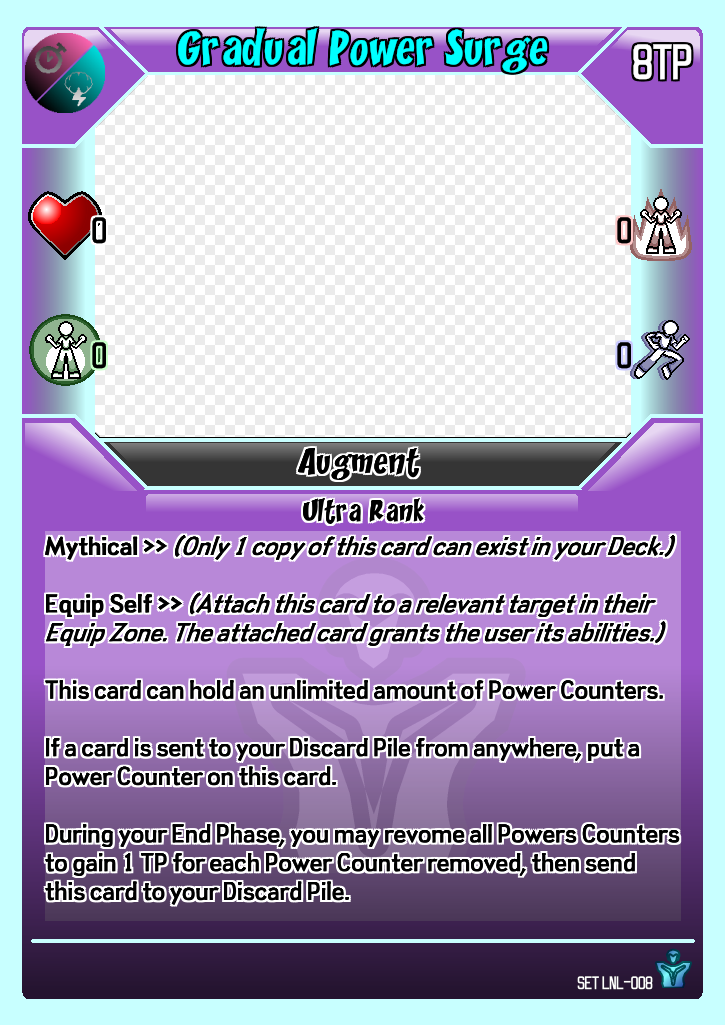 Gradual Power Surge
8TP
0
0
0
0
Augment
Ultra Rank
Mythical >> (Only 1 copy of this card can exist in your Deck.)
Equip Self >> (Attach this card to a relevant target in their
Equip Zone. The attached card grants the user its abilities.)
This card can hold an unlimited amount of Power Counters.
If a card is sent to your Discard Pile from anywhere, put a
Power Counter on this card.
During your End Phase, you may revome all Powers Counters
to gain 1 TP for each Power Counter removed, then send
this card to your Discard Pile.
SET LNL-008